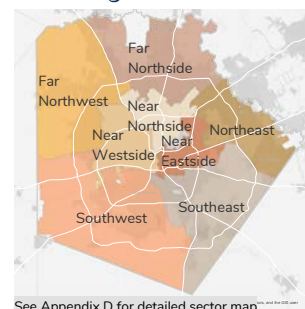 Far
Northside
Far
Northwest
Near
Northside
Northeast
Near
Westside
Near
Eastside
Southwest
Southeast
See Appendix D for detailed sector map